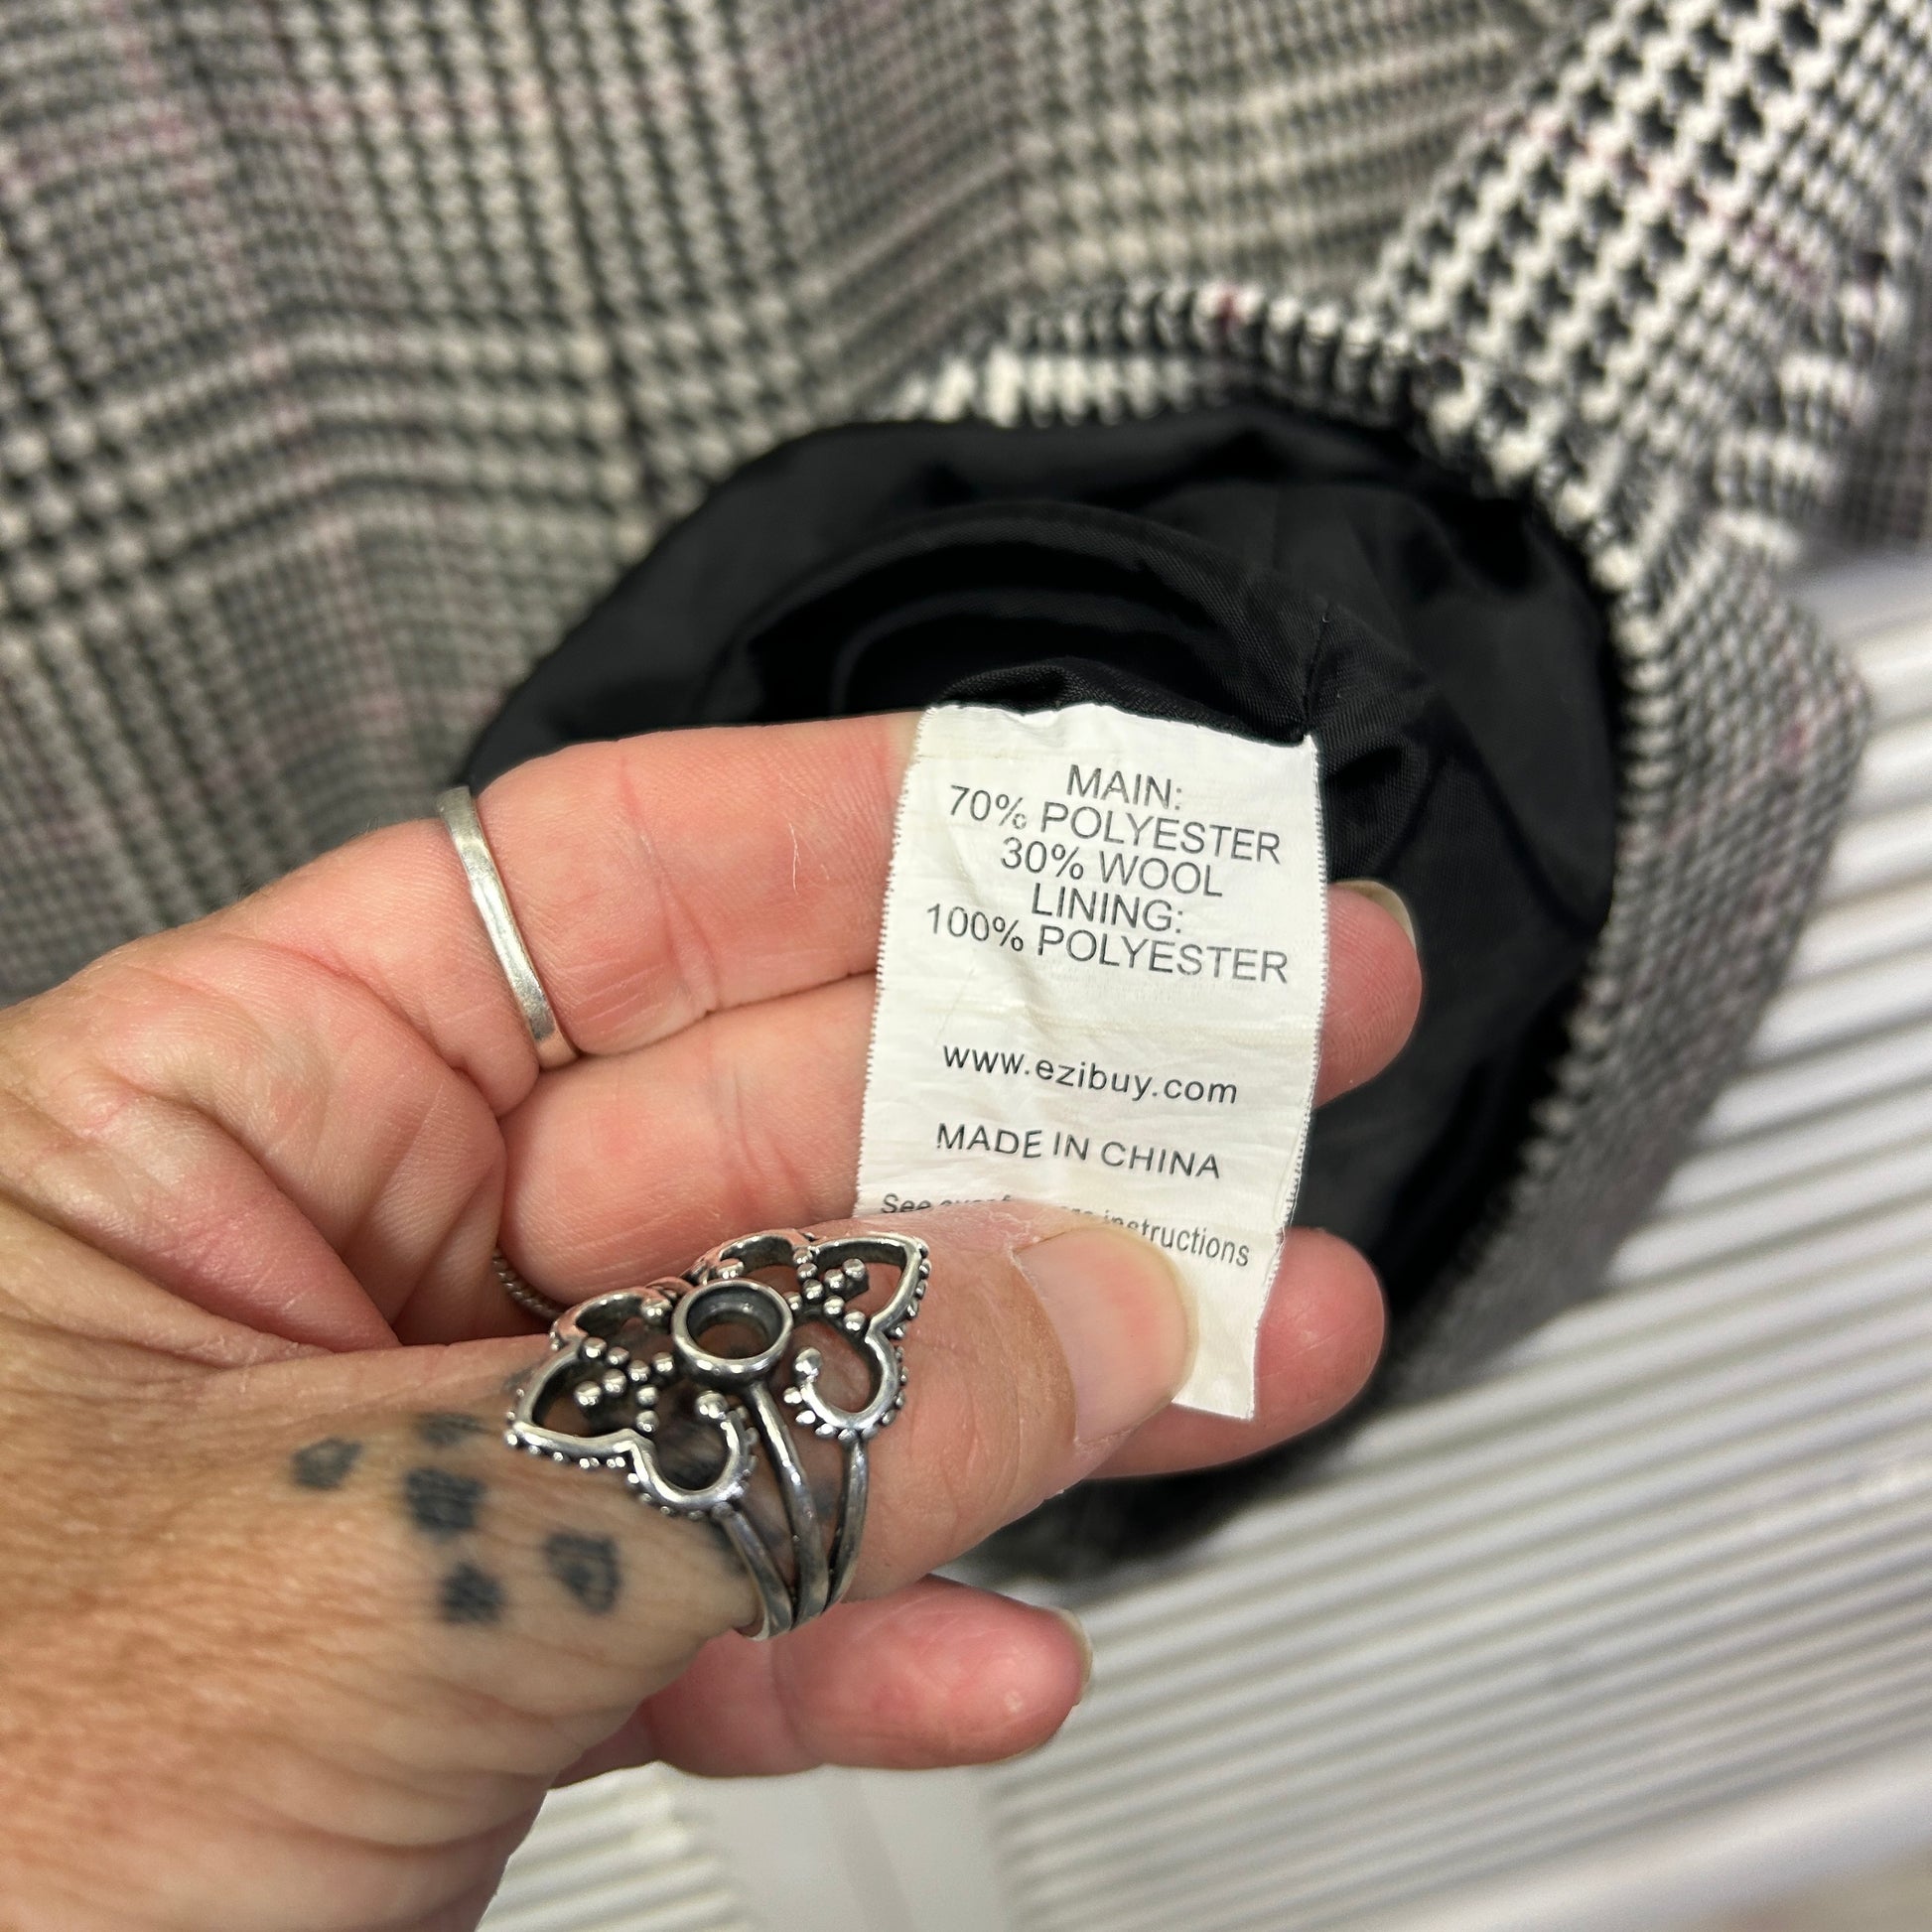 MAIN:
70% POLYESTER
30% WOOL
LINING:
100% POLYESTER
www.ezibuy.com
MADE IN CHINA
See instructions